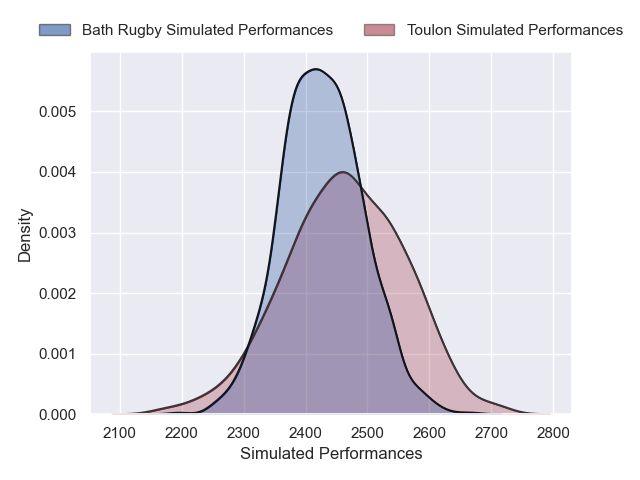 Bath Rugby Simulated Performances Toulon Simulated Performances
0.005
0.004
0.003
0.002
0.001
0.000
Density
2100 2200 2300 2400 2500 2600 2700 2800
Simulated Performances